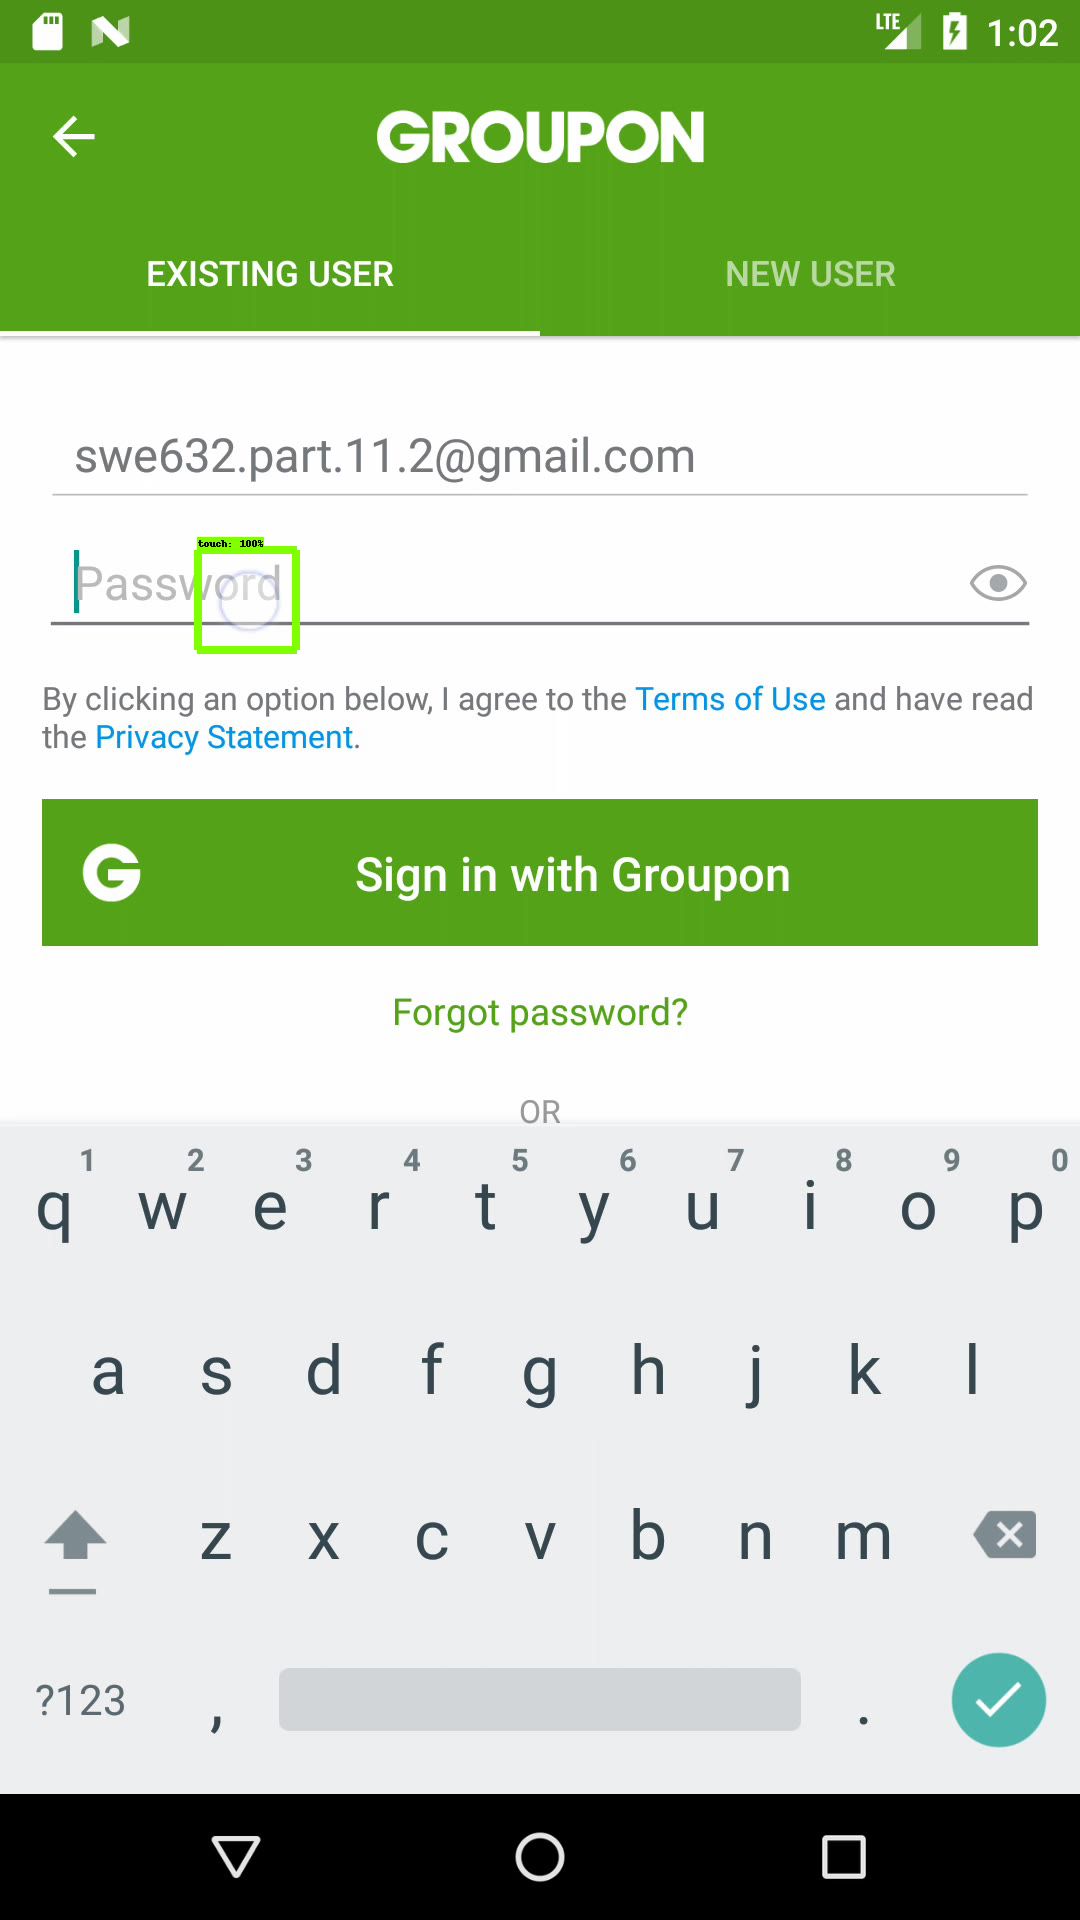 LTE 1:02
GROUPON
EXISTING USER NEW USER
swe632.part.11.2@gmail.com
touch: 100%
Password
By clicking an option below, I agree to the Terms of Use and have read
the Privacy Statement.
G Sign in with Groupon
Forgot password?
OR
1 2 3 4 5 6 7 8 9 0
q w e r t y u i o p
a s d f g h j k l
z x c v b n m
?123 , .